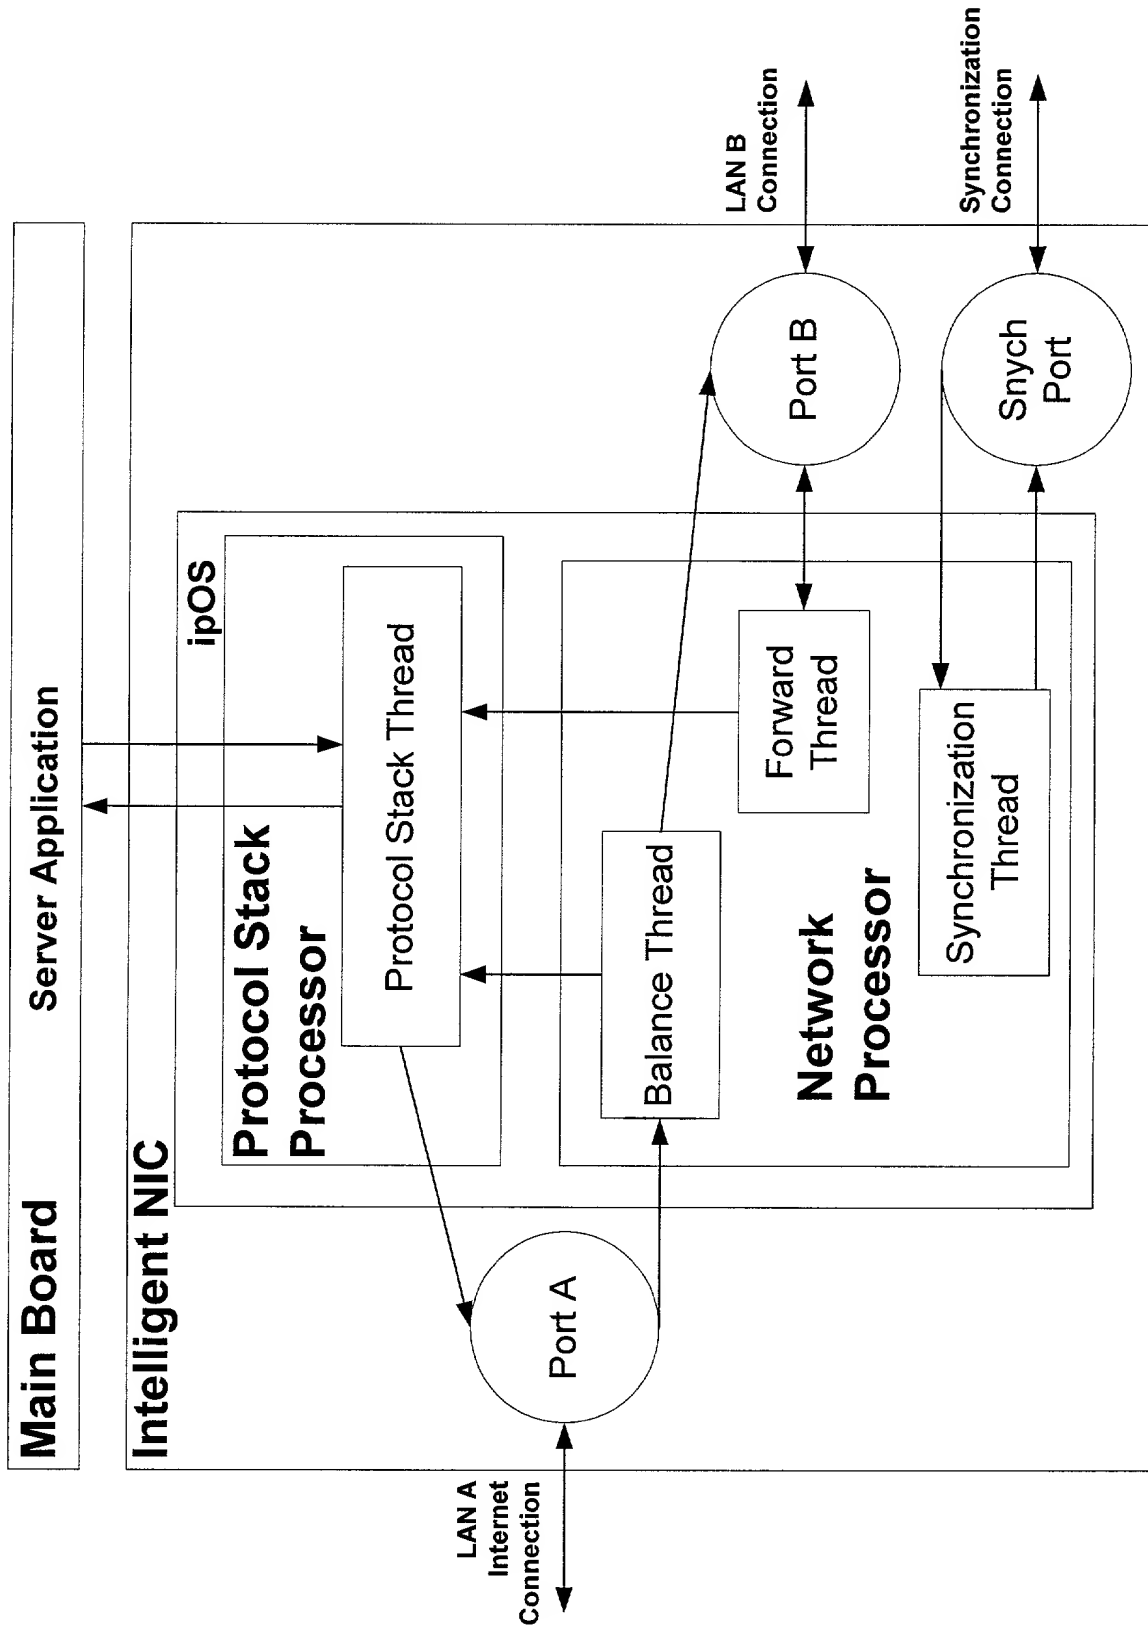 Main Board
Server Application
Intelligent NIC
ipOS
Protocol Stack
Processor
Protocol Stack Thread
LAN A
Internet
Connection
Port A
Balance Thread
Forward
Thread
Network
Processor
Synchronization
Thread
Port B
LAN B
Connection
Snych
Port
Synchronization
Connection